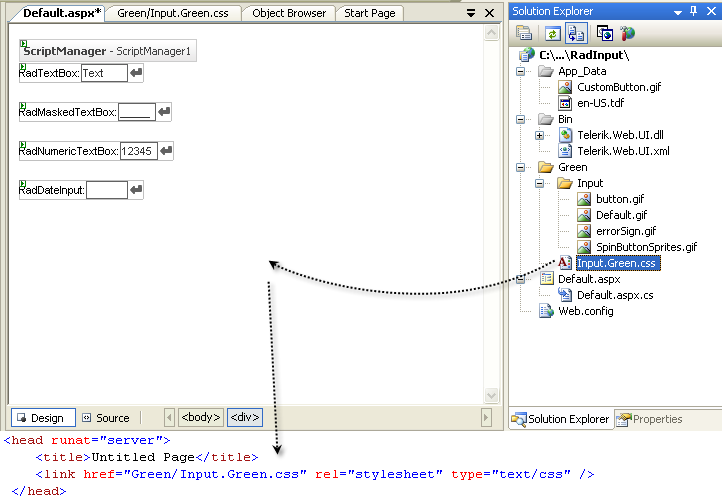 Default.aspx* Green/Input.Green.css Object Browser Start Page
ScriptManager - ScriptManager1
RadTextBox: Text
RadMaskedTextBox: _____
RadNumericTextBox: 12345
RadDateInput:
Design Source <body> <div>
Solution Explorer
C:\...\RadInput\
App_Data
CustomButton.gif
en-US.tdf
Bin
Telerik.Web.UI.dll
Telerik.Web.UI.xml
Green
Input
button.gif
Default.gif
errorSign.gif
SpinButtonSprites.gif
Input.Green.css
Default.aspx
Default.aspx.cs
Web.config
Solution Explorer Properties
<head runat="server">
<title>Untitled Page</title>
<link href="Green/Input.Green.css" rel="stylesheet" type="text/css" />
</head>